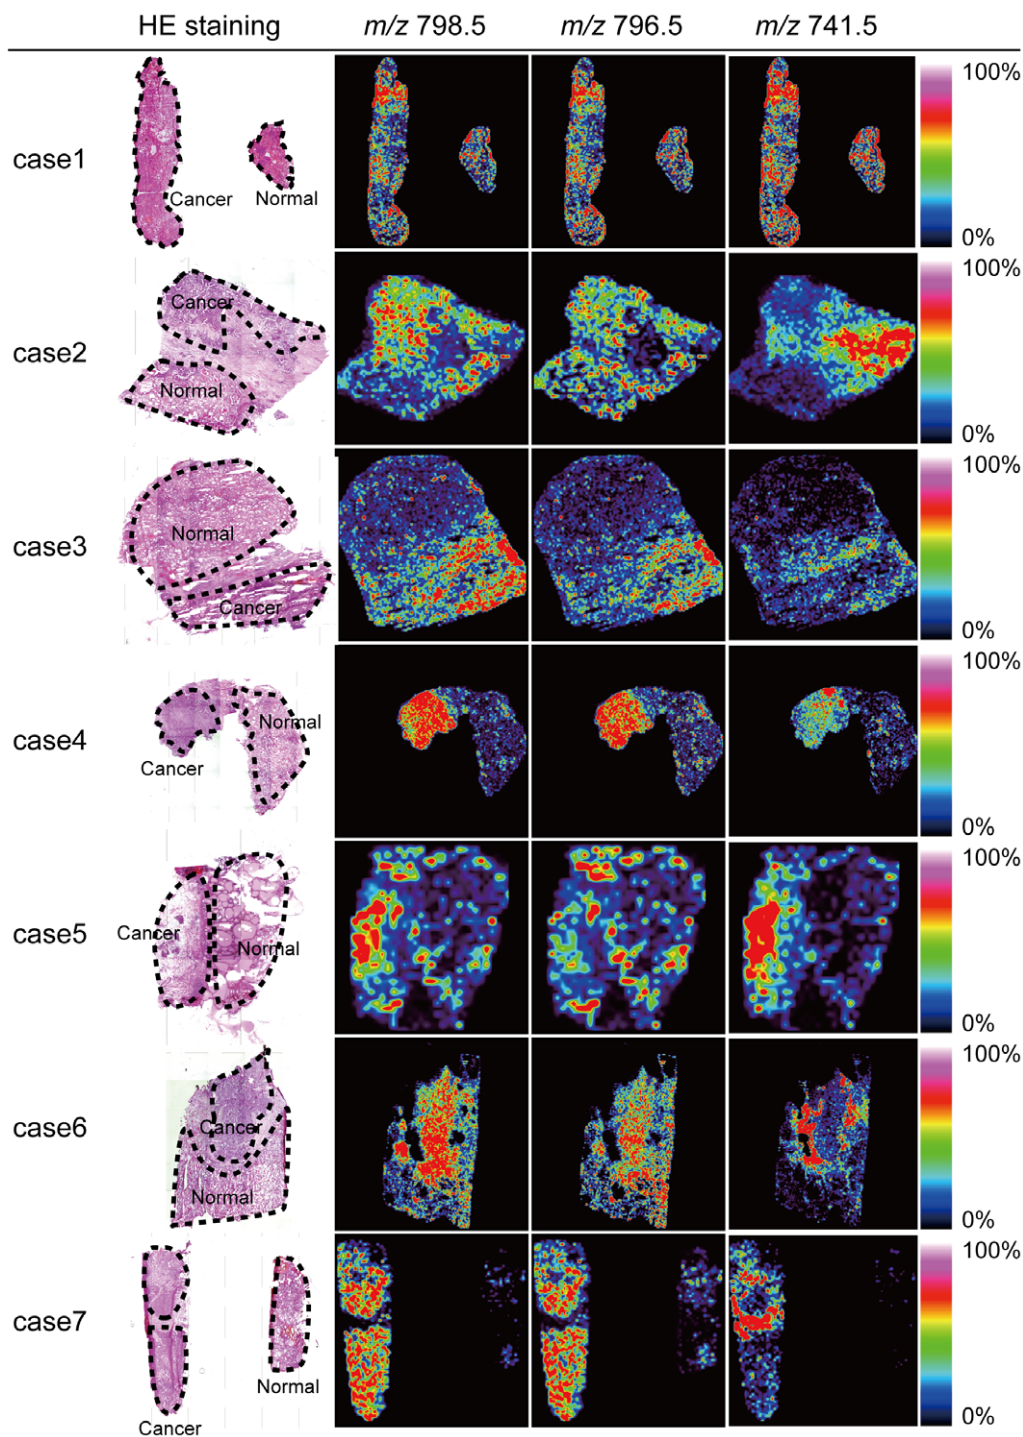 HE staining m/z 798.5 m/z 796.5 m/z 741.5
100%
case1
Cancer Normal
0%
100%
Cancer
case2
Normal
0%
100%
Normal
case3
Cancer
0%
100%
Normal
case4
Cancer
0%
100%
Cancer
case5
Normal
0%
100%
case6
Cancer
Normal
0%
100%
case7
Normal
Cancer
0%